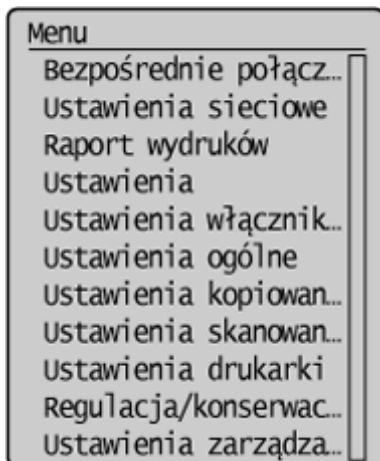 Menu
Bezpośrednie połącz…
Ustawienia sieciowe
Raport wydruków
Ustawienia
Ustawienia włącznik…
Ustawienia ogólne
Ustawienia kopiowan…
Ustawienia skanowan…
Ustawienia drukarki
Regulacja/konserwac…
Ustawienia zarządza…